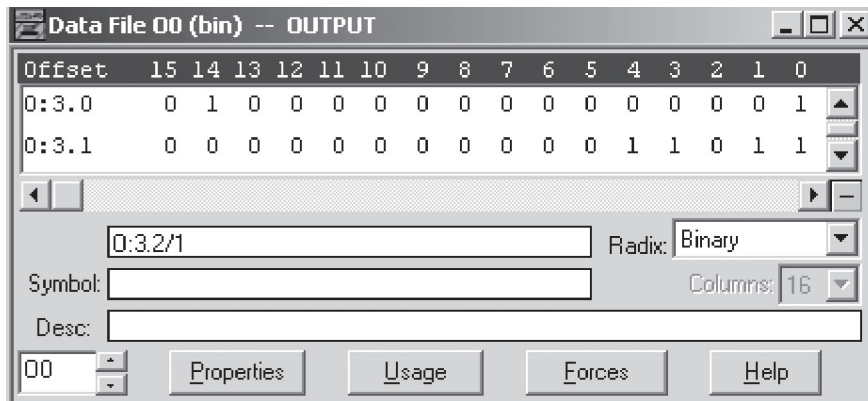 Data File O0 (bin) -- OUTPUT
Offset 15 14 13 12 11 10 9 8 7 6 5 4 3 2 1 0
O:3.0 0 1 0 0 0 0 0 0 0 0 0 0 0 0 0 1
O:3.1 0 0 0 0 0 0 0 0 0 0 0 1 1 0 1 1
O:3.2/1 Radix: Binary
Symbol: Columns: 16
Desc:
O0 Properties Usage Forces Help